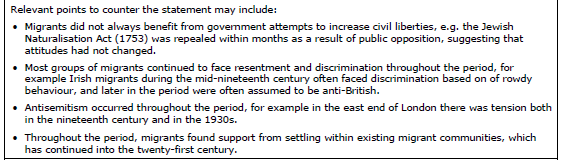 Relevant points to counter the statement may include:
• Migrants did not always benefit from government attempts to increase civil liberties, e.g. the Jewish
Naturalisation Act (1753) was repealed within months as a result of public opposition, suggesting that
attitudes had not changed.
• Most groups of migrants continued to face resentment and discrimination throughout the period, for
example Irish migrants during the mid-nineteenth century often faced discrimination based on of rowdy
behaviour, and later in the period were often assumed to be anti-British.
• Antisemitism occurred throughout the period, for example in the east end of London there was tension both
in the nineteenth century and in the 1930s.
• Throughout the period, migrants found support from settling within existing migrant communities, which
has continued into the twenty-first century.